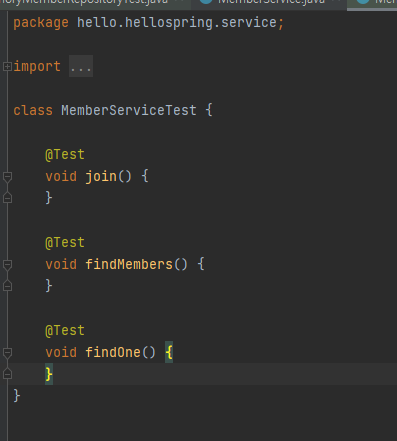 oryMemberRepositoryTest.java MemberService.java Mem
package hello.hellospring.service;
import ...
class MemberServiceTest {
@Test
void join() {
}
@Test
void findMembers() {
}
@Test
void findOne() {
}
}